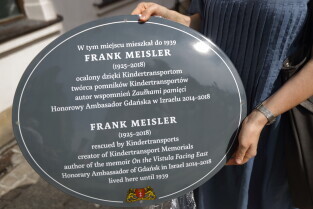 W tym miejscu mieszkał do 1939
FRANK MEISLER
(1925-2018)
ocalony dzięki Kindertransportom
twórca pomników Kindertransportów
autor wspomnień Zaułkami pamięci
Honorowy Ambasador Gdańska w Izraelu 2014-2018
FRANK MEISLER
(1925-2018)
rescued by Kindertransports
creator of Kindertransport Memorials
author of the memoir On the Vistula Facing East
Honorary Ambassador of Gdańsk in Israel 2014-2018
lived here until 1939